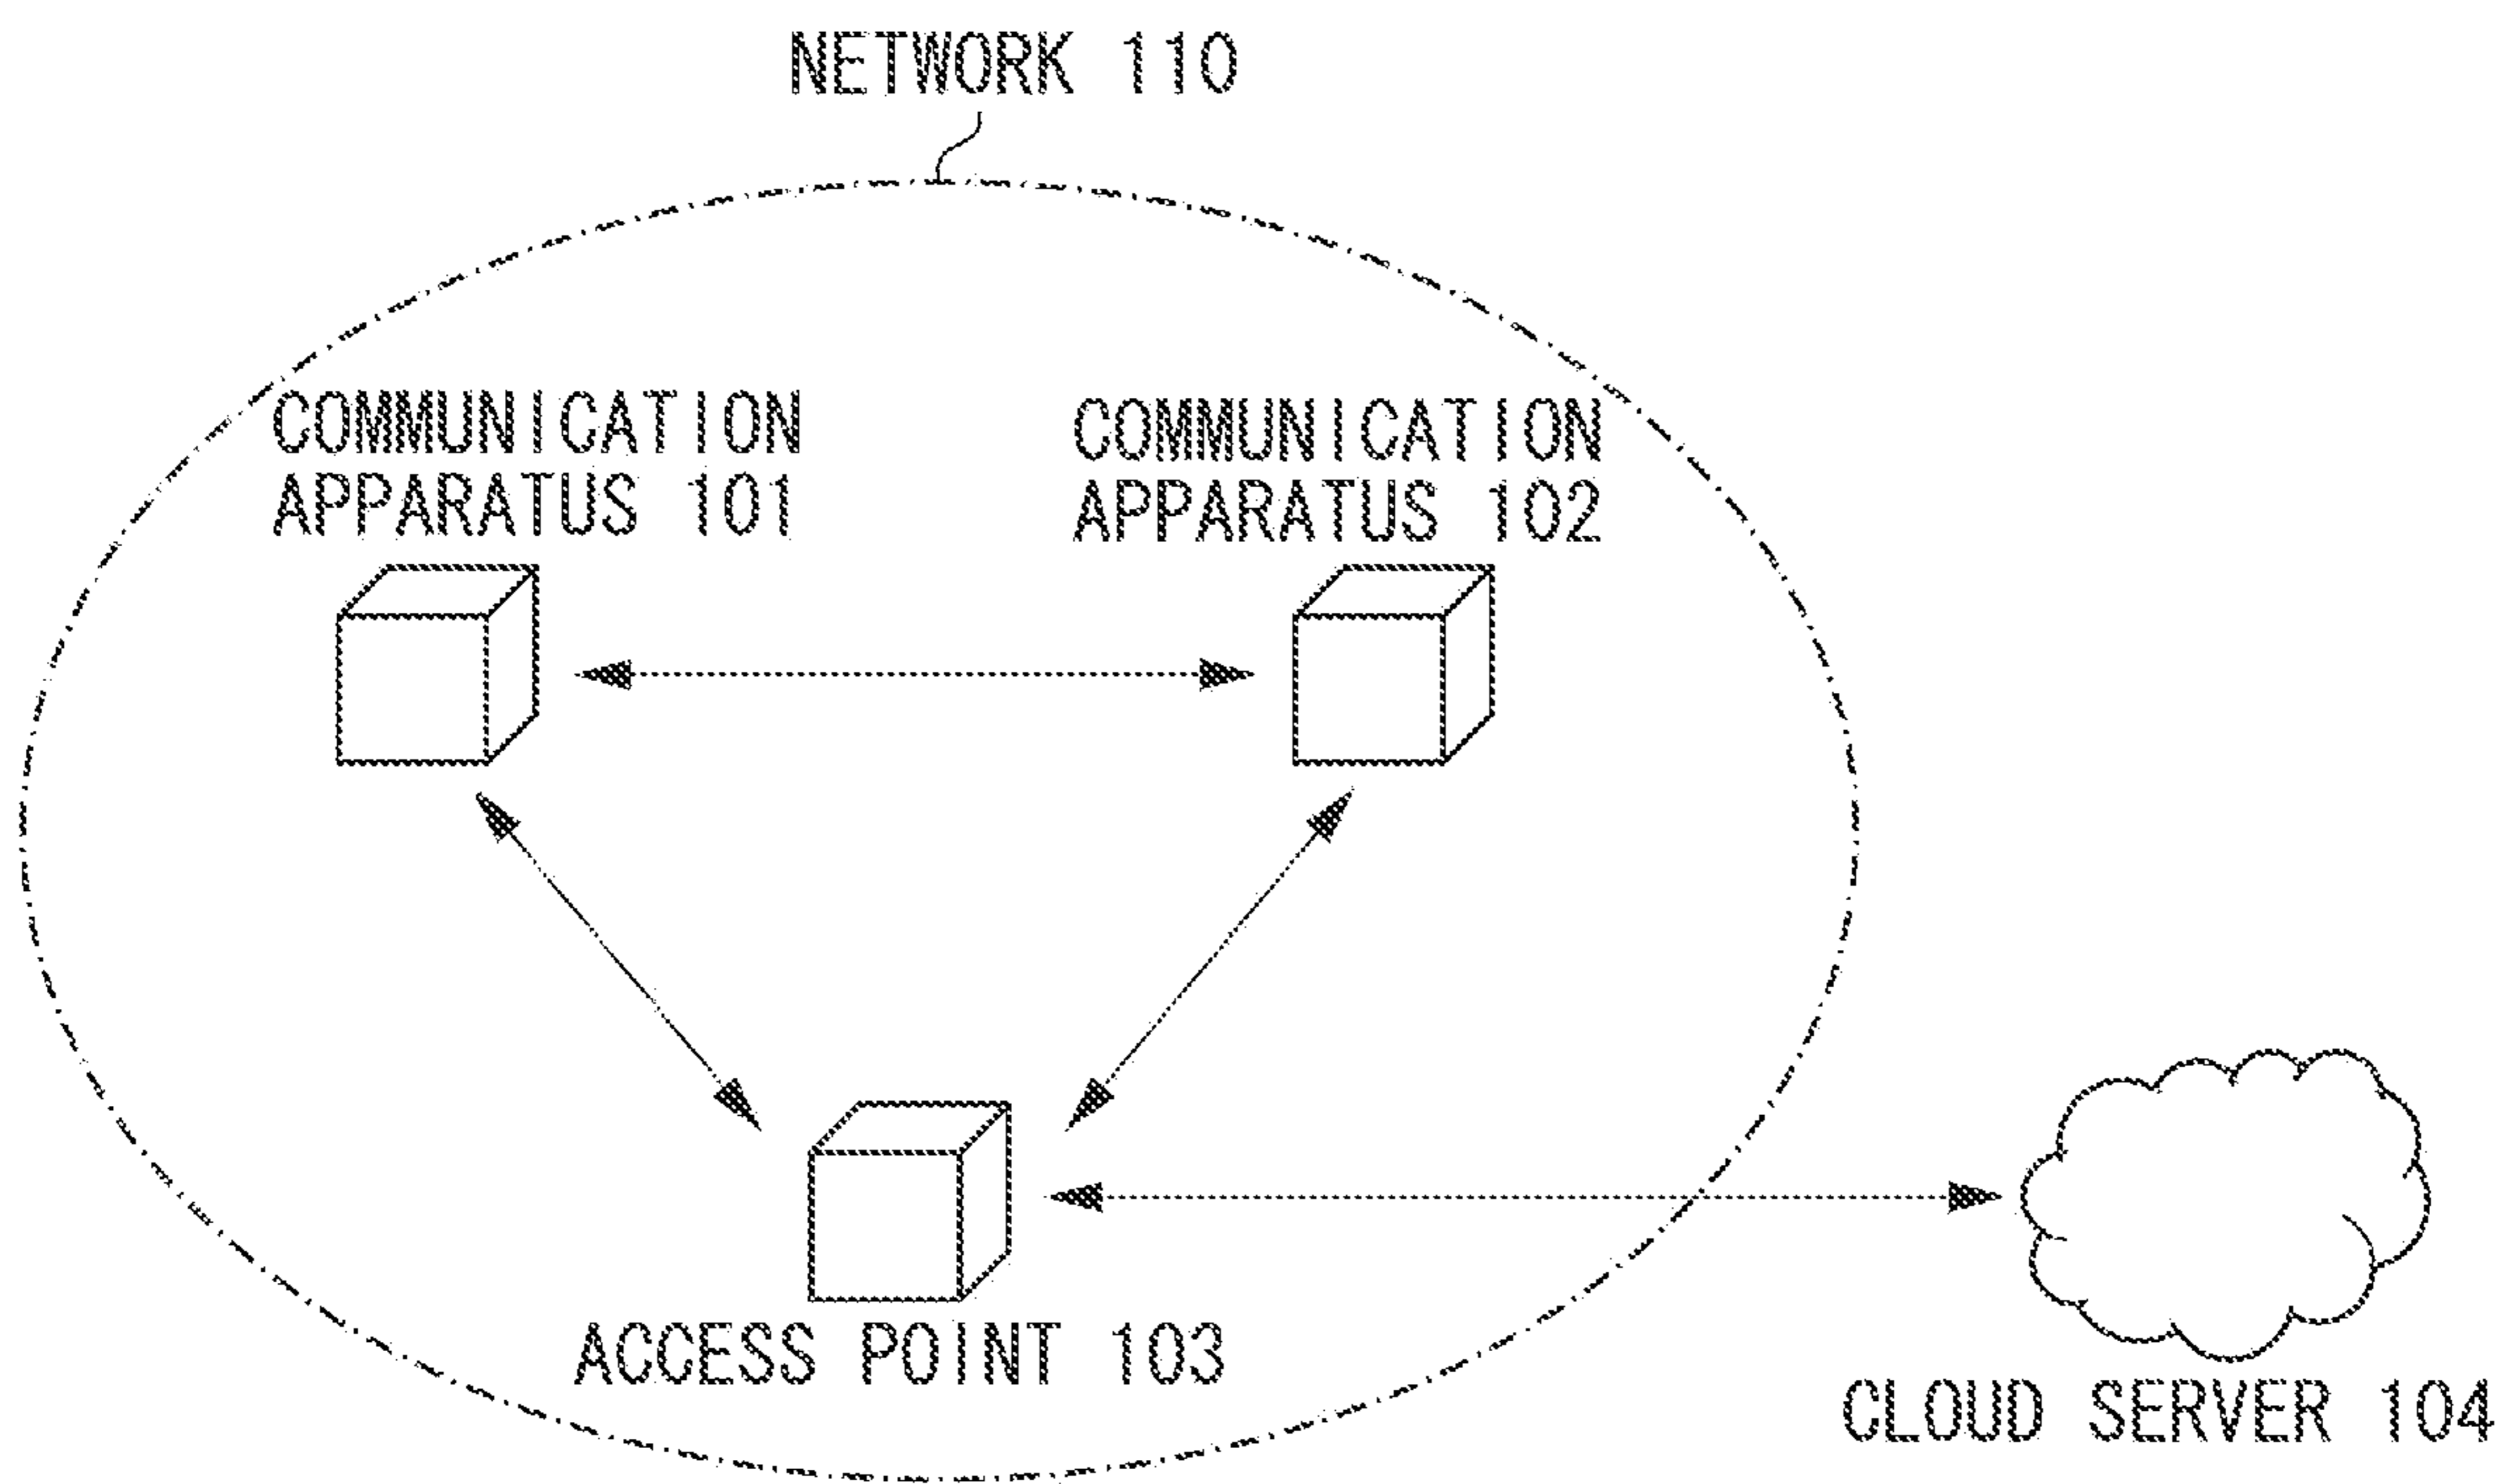 NETWORK 110
COMMUNICATION
APPARATUS 101
COMMUNICATION
APPARATUS 102
ACCESS POINT 103
CLOUD SERVER 104